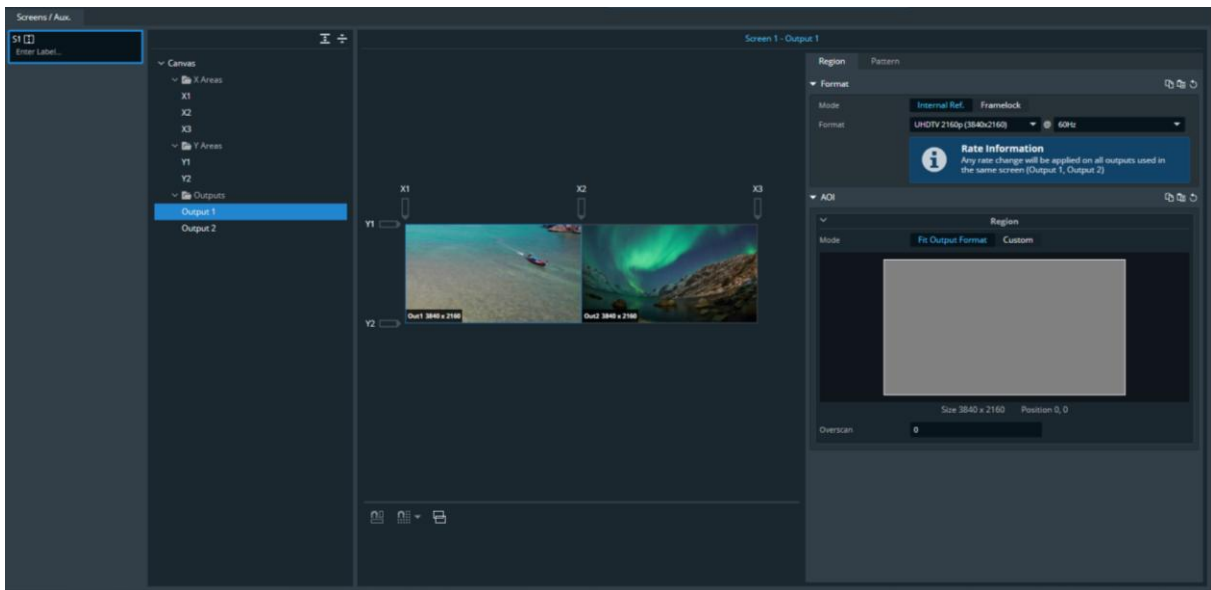 Screens / Aux.
S1
Enter Label...
Canvas
X Areas
X1
X2
X3
Y Areas
Y1
Y2
Outputs
Output 1
Output 2
Screen 1 - Output 1
X1 X2 X3
Y1
Out1 3840 x 2160 Out2 3840 x 2160
Y2
Region Pattern
Format
Mode Internal Ref. Framelock
Format UHDTV 2160p (3840x2160) @ 60Hz
Rate Information
Any rate change will be applied on all outputs used in
the same screen (Output 1, Output 2)
AOI
Region
Mode Fit Output Format Custom
Size 3840 x 2160 Position 0, 0
Overscan 0